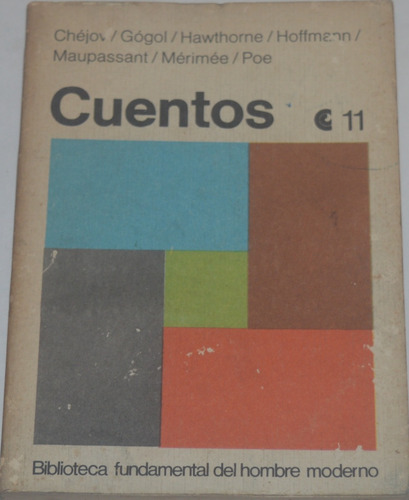 Chéjov / Gógol / Hawthorne / Hoffmann /
Maupassant / Mérimée / Poe
Cuentos
11
Biblioteca fundamental del hombre moderno